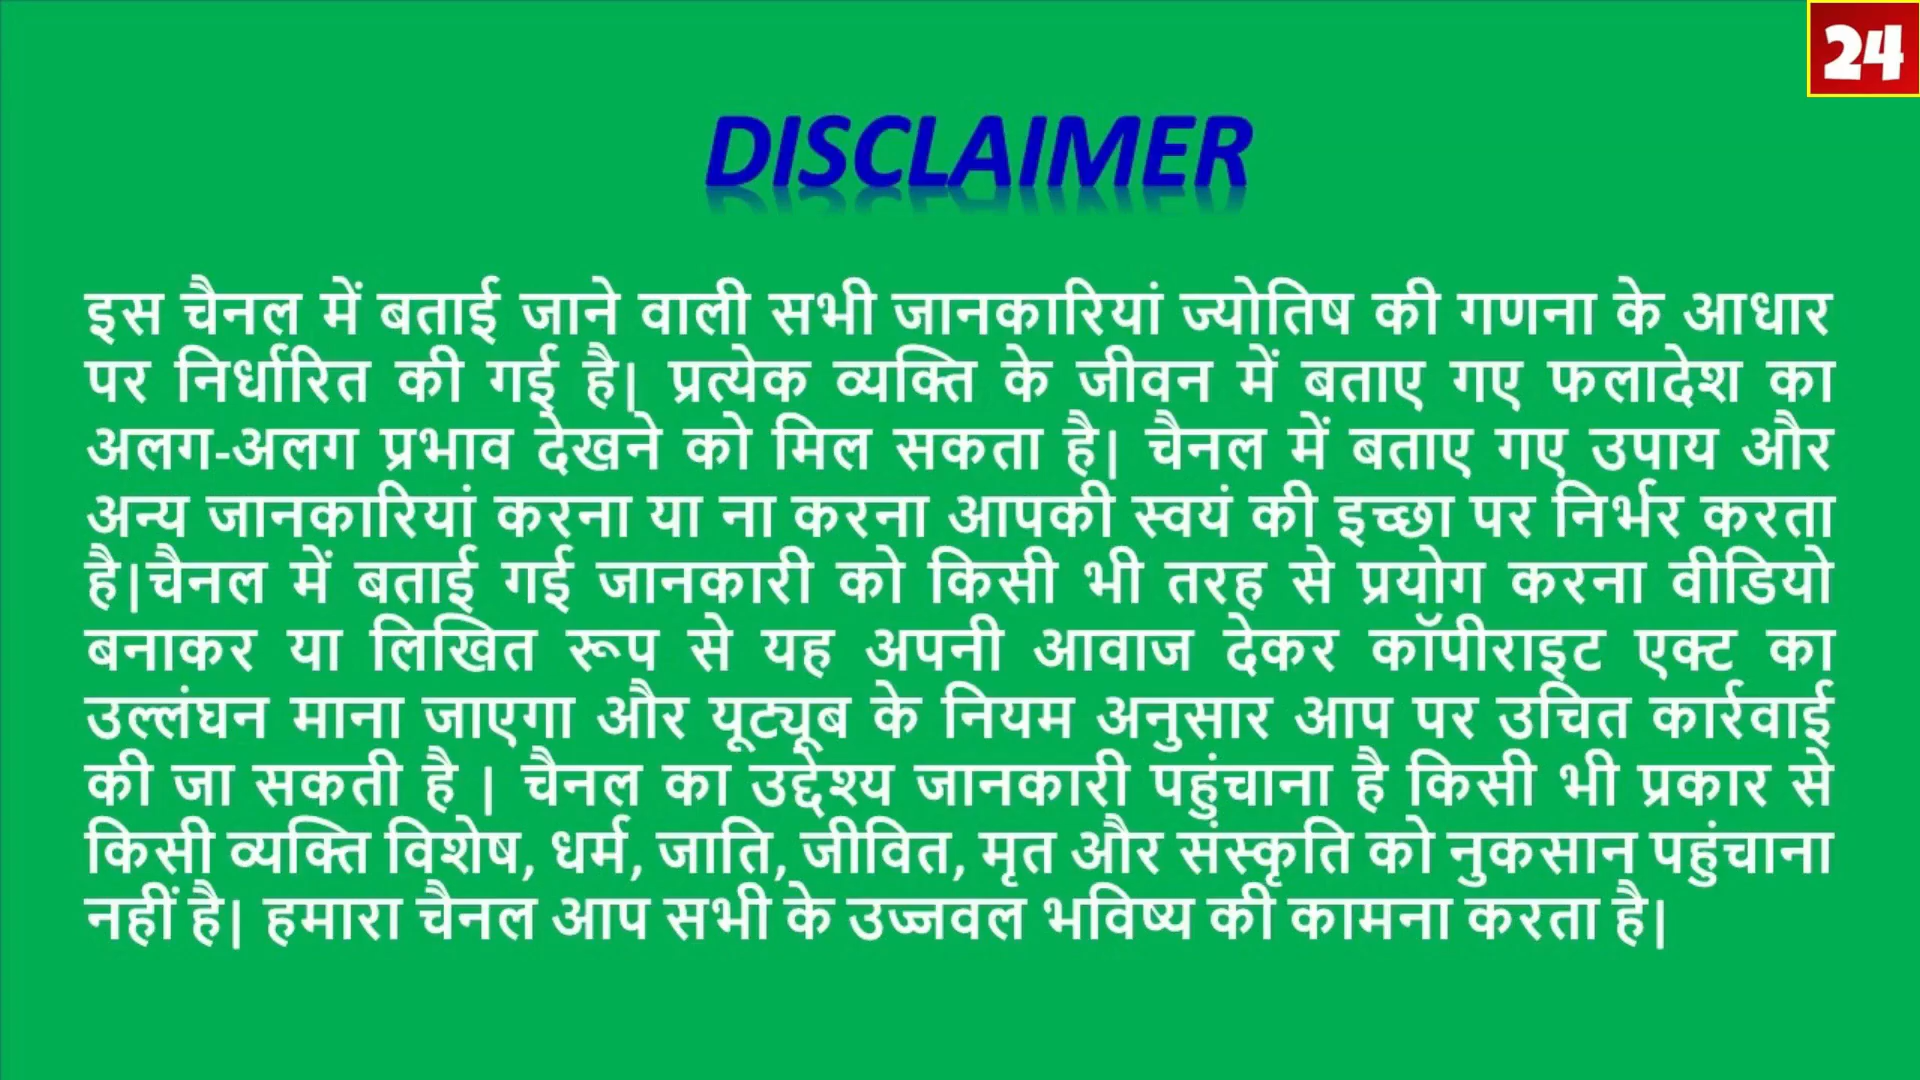 24
DISCLAIMER
इस चैनल में बताई जाने वाली सभी जानकारियां ज्योतिष की गणना के आधार
पर निर्धारित की गई है। प्रत्येक व्यक्ति के जीवन में बताए गए फलादेश का
अलग-अलग प्रभाव देखने को मिल सकता है। चैनल में बताए गए उपाय और
अन्य जानकारियां करना या ना करना आपकी स्वयं की इच्छा पर निर्भर करता
है।चैनल में बताई गई जानकारी को किसी भी तरह से प्रयोग करना वीडियो
बनाकर या लिखित रूप से यह अपनी आवाज देकर कॉपीराइट एक्ट का
उल्लंघन माना जाएगा और यूट्यूब के नियम अनुसार आप पर उचित कार्रवाई
की जा सकती है । चैनल का उद्देश्य जानकारी पहुंचाना है किसी भी प्रकार से
किसी व्यक्ति विशेष, धर्म, जाति, जीवित, मृत और संस्कृति को नुकसान पहुंचाना
नहीं है। हमारा चैनल आप सभी के उज्जवल भविष्य की कामना करता है।